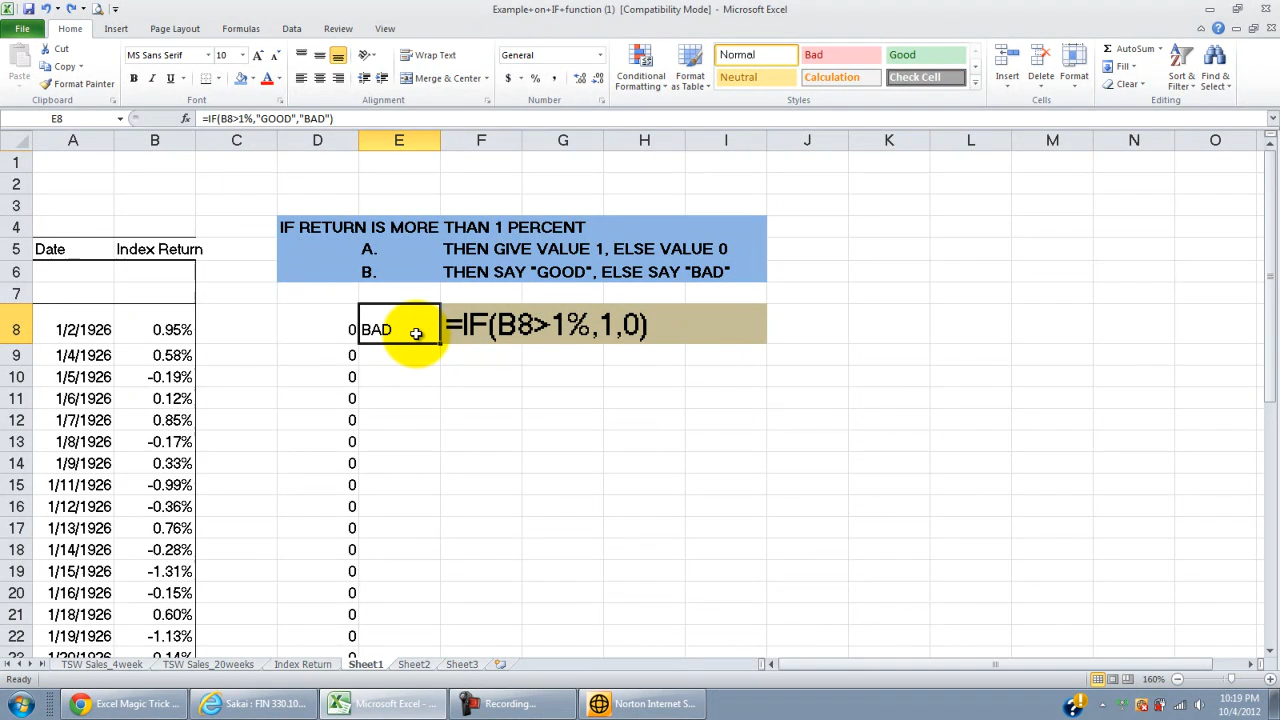 Example+on+IF+function (1) [Compatibility Mode] - Microsoft Excel
File Home Insert Page Layout Formulas Data Review View
Cut MS Sans Serif 10 Wrap Text General Normal Bad Good AutoSum
Copy Fill
Format Painter Merge & Center Neutral Calculation Check Cell Clear
Paste Conditional Formatting Format as Table Insert Delete Format Sort & Filter Find & Select
Clipboard Font Alignment Number Styles Cells Editing
E8 fx =IF(B8>1%,"GOOD","BAD")
A B C D E F G H I J K L M N O
1
2
3
4 IF RETURN IS MORE THAN 1 PERCENT
5 Date Index Return A. THEN GIVE VALUE 1, ELSE VALUE 0
6 B. THEN SAY "GOOD", ELSE SAY "BAD"
7
8 1/2/1926 0.95% 0 BAD =IF(B8>1%,1,0)
9 1/4/1926 0.58% 0
10 1/5/1926 -0.19% 0
11 1/6/1926 0.12% 0
12 1/7/1926 0.85% 0
13 1/8/1926 -0.17% 0
14 1/9/1926 0.33% 0
15 1/11/1926 -0.99% 0
16 1/12/1926 -0.36% 0
17 1/13/1926 0.76% 0
18 1/14/1926 -0.28% 0
19 1/15/1926 -1.31% 0
20 1/16/1926 -0.15% 0
21 1/18/1926 0.60% 0
22 1/19/1926 -1.13% 0
TSW Sales_4week TSW Sales_20weeks Index Return Sheet1 Sheet2 Sheet3
Ready 160%
Excel Magic Trick ... Sakai : FIN 330.10... Microsoft Excel - ... Recording... Norton Internet S... 10:19 PM
10/4/2012